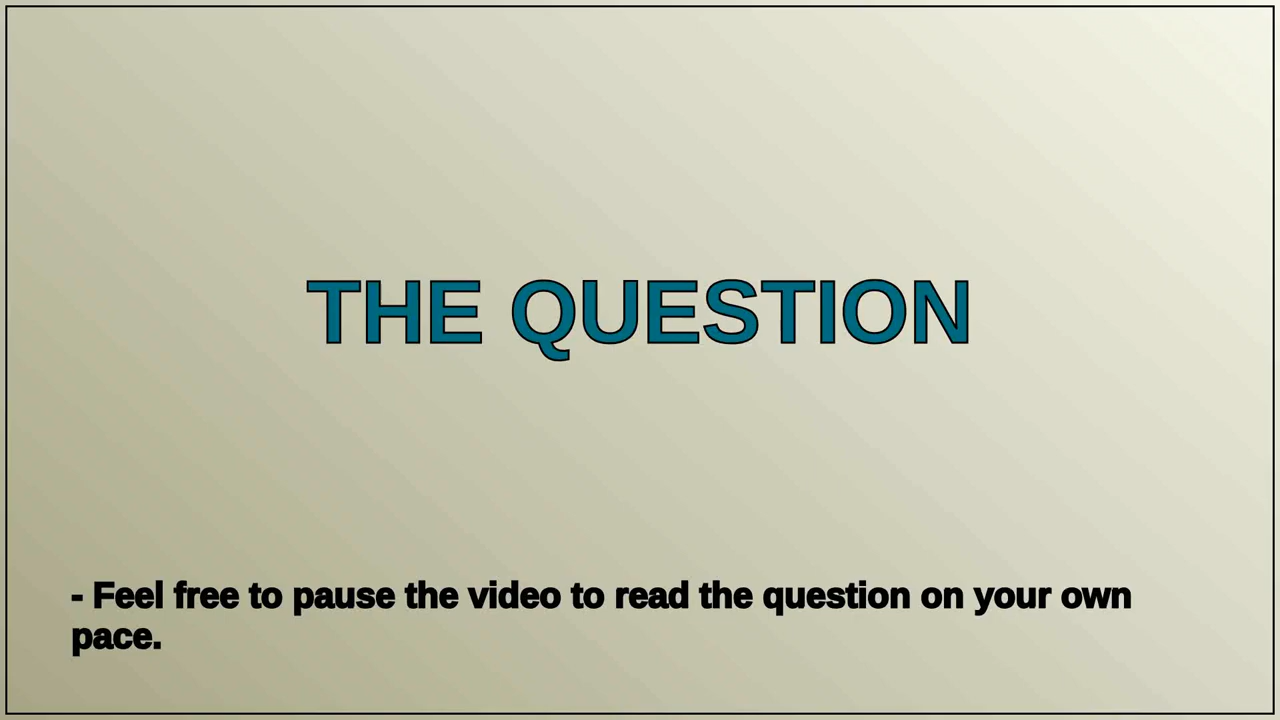 THE QUESTION
- Feel free to pause the video to read the question on your own
pace.